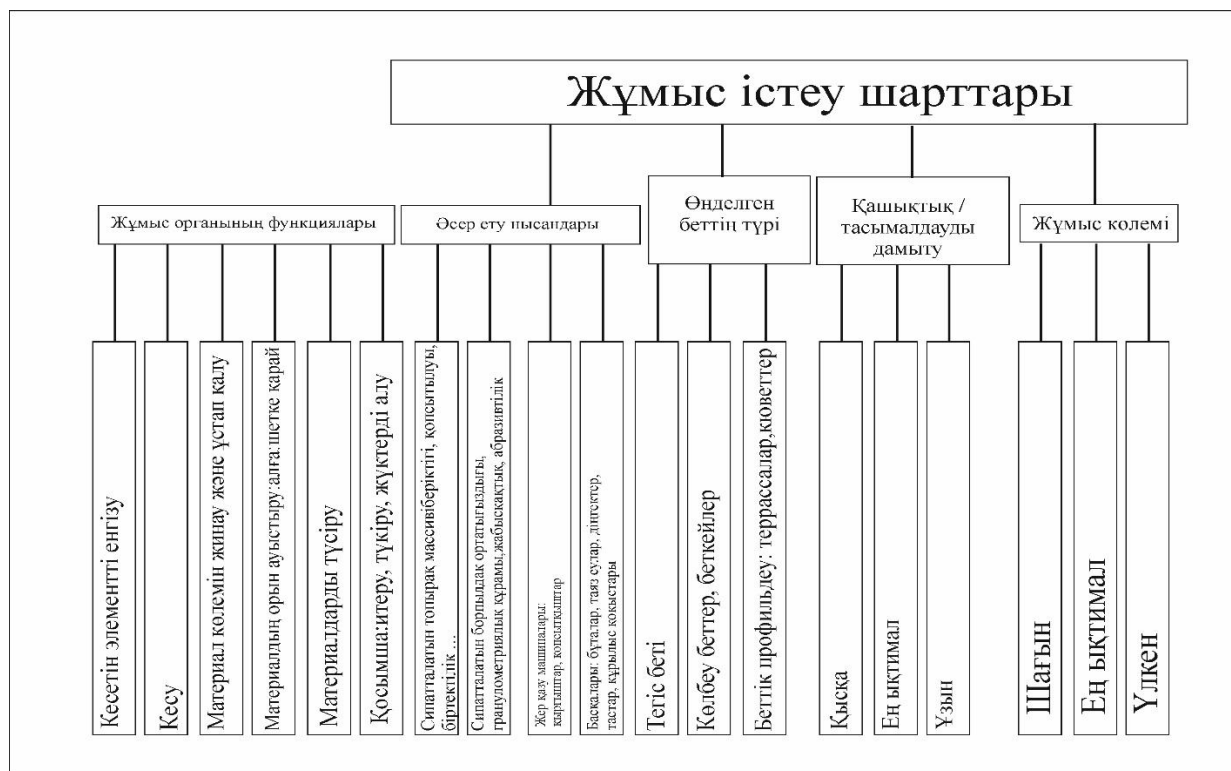 Жұмыс істеу шарттары
Жұмыс органының функциялары
Әсер ету нысандары
Өңделген
беттің түрі
Қашықтық /
тасымалдауды
дамыту
Жұмыс көлемі
Кесетін элементті енгізу
Кесу
Материал көлемін жинау және ұстап қалу
Материалдың орын ауыстыру:алға:шетке қарай
Материалдарды түсіру
Қосымша:итеру, түкіру, жүктерді алу
Сипатталатын топырақ массивіберіктігі, қопсытылуы,
біртектілік ...
Сипатталатын борпылдақ ортатығыздығы,
гранулометриялық құрамы,жабысқақтық, абразивтілік
Жер қазу машиналары:
қырғыштар, қопсытқыштар
Басқалары: бұталар, таяз сулар, діңгектер,
тастар, құрылыс қоқыстары
Тегіс беті
Көлбеу беттер, беткейлер
Беттік профильдеу: террассалар,кюветтер
Қысқа
Ең ықтимал
Ұзын
Шағын
Ең ықтимал
Үлкен